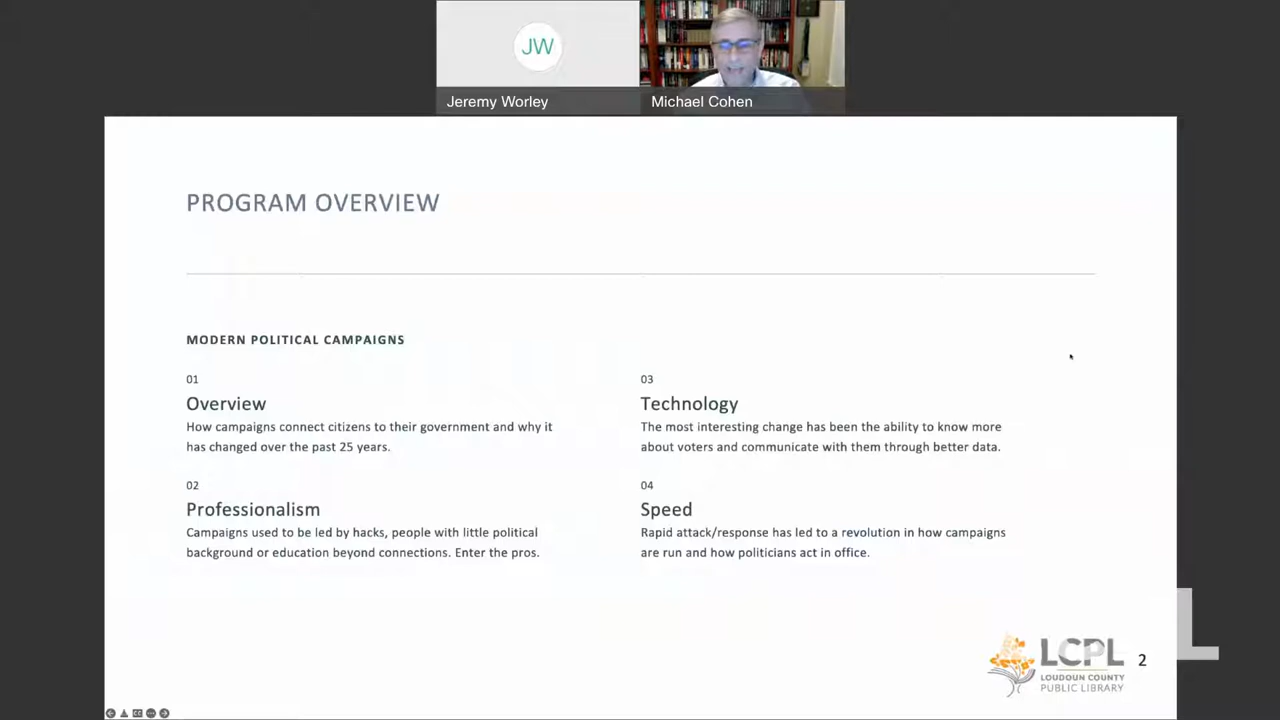 JW
Jeremy Worley
Michael Cohen
PROGRAM OVERVIEW
MODERN POLITICAL CAMPAIGNS
01
Overview
How campaigns connect citizens to their government and why it
has changed over the past 25 years.
02
Professionalism
Campaigns used to be led by hacks, people with little political
background or education beyond connections. Enter the pros.
03
Technology
The most interesting change has been the ability to know more
about voters and communicate with them through better data.
04
Speed
Rapid attack/response has led to a revolution in how campaigns
are run and how politicians act in office.
LCPL
LOUDOUN COUNTY
PUBLIC LIBRARY
2
L
CC